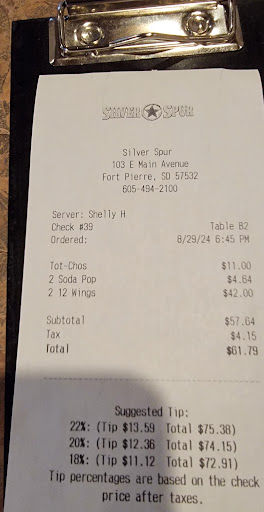 SILVER SPUR
Silver Spur
103 E Main Avenue
Fort Pierre, SD 57532
605-494-2100
Server: Shelly H
Check #39 Table B2
Ordered: 8/29/24 6:45 PM
Tot-Chos $11.00
2 Soda Pop $4.64
2 12 Wings $42.00
Subtotal $57.64
Tax $4.15
Total $61.79
Suggested Tip:
22%: (Tip $13.59 Total $75.38)
20%: (Tip $12.36 Total $74.15)
18%: (Tip $11.12 Total $72.91)
Tip percentages are based on the check
price after taxes.